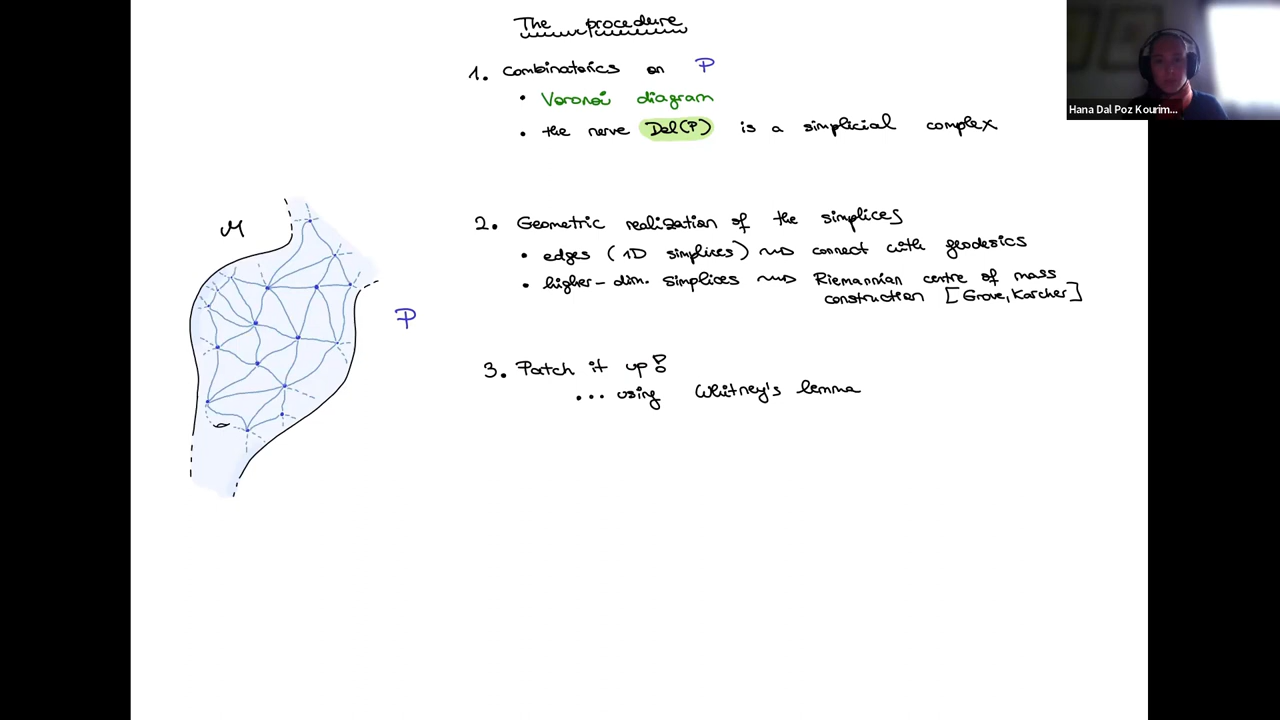 The procedure
1. Combinatorics on P
• Voronoi diagram
• the nerve Del(P) is a simplicial complex
M
2. Geometric realization of the simplices
• edges (1D simplices) ⇝ connect with geodesics
• higher-dim. simplices ⇝ Riemannian centre of mass
construction [Grove, Karcher]
P
3. Patch it up!
... using Whitney's lemma
Hana Dal Poz Kourim...